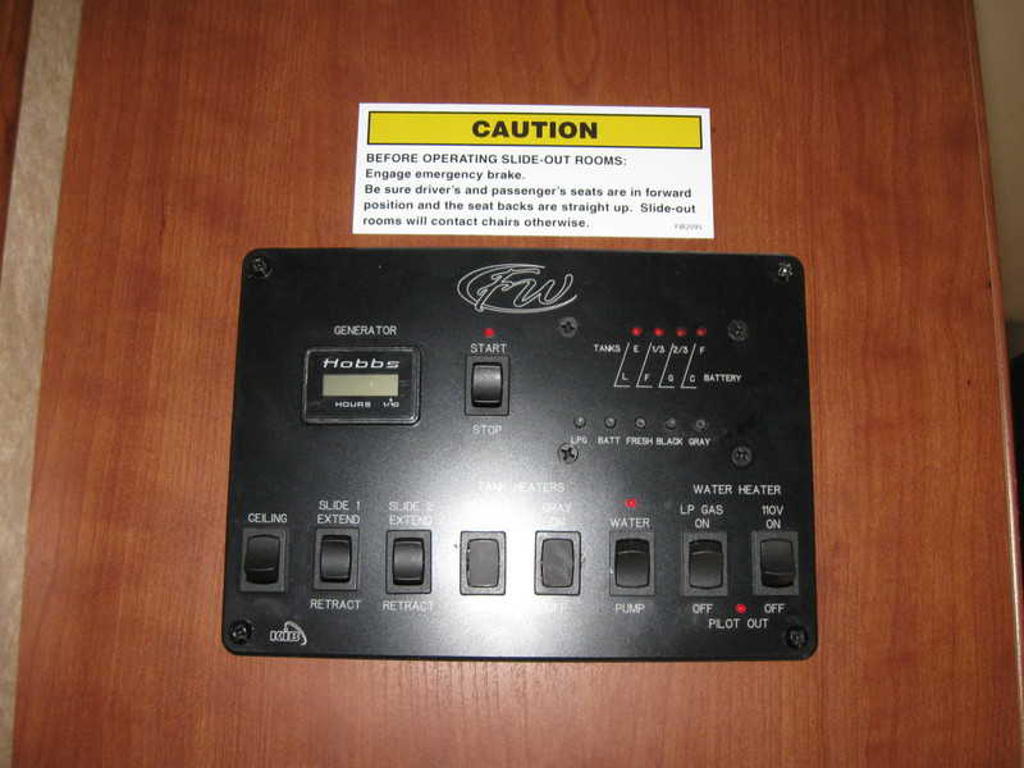 CAUTION
BEFORE OPERATING SLIDE-OUT ROOMS:
Engage emergency brake.
Be sure driver's and passenger's seats are in forward
position and the seat backs are straight up. Slide-out
rooms will contact chairs otherwise.
FW
GENERATOR
Hobbs
HOURS 1/10
START
STOP
TANKS E 1/3 2/3 F
L F G C BATTERY
LPG BATT FRESH BLACK GRAY
TANK HEATERS
WATER HEATER
CEILING
SLIDE 1
EXTEND
RETRACT
SLIDE 2
EXTEND
RETRACT
GRAY
ON
OFF
WATER
PUMP
LP GAS
ON
OFF
110V
ON
OFF
PILOT OUT
KIB